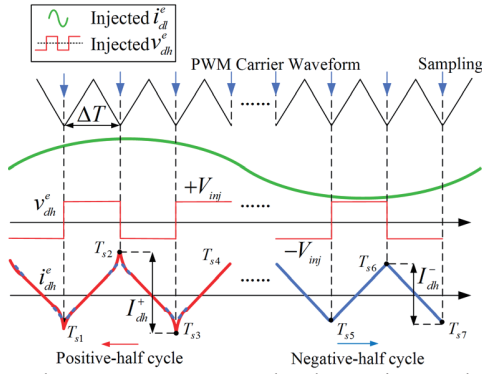 Injected i^e_dl
Injected v^e_dh
PWM Carrier Waveform
Sampling
......
ΔT
v^e_dh
+V_inj
......
-V_inj
T_s2
T_s4
T_s6
i^e_dh
I^+_dh
......
I^-_dh
T_s1
T_s3
T_s5
T_s7
Positive-half cycle
Negative-half cycle